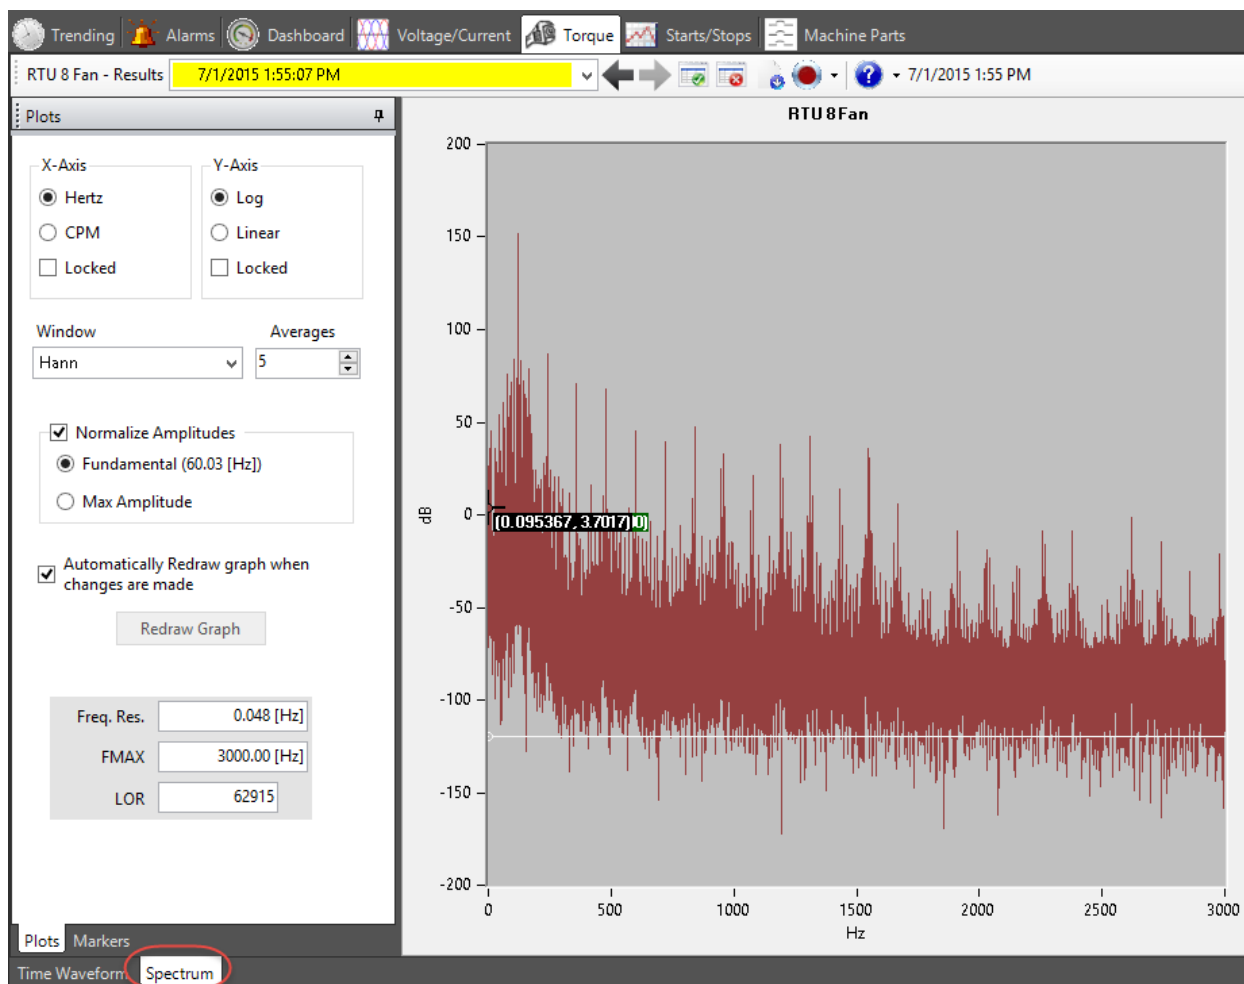 Trending Alarms Dashboard Voltage/Current Torque Starts/Stops Machine Parts
RTU 8 Fan - Results 7/1/2015 1:55:07 PM 7/1/2015 1:55 PM
Plots
X-Axis Y-Axis
Hertz Log
CPM Linear
Locked Locked
Window Averages
Hann 5
Normalize Amplitudes
Fundamental (60.03 [Hz])
Max Amplitude
Automatically Redraw graph when
changes are made
Redraw Graph
Freq. Res. 0.048 [Hz]
FMAX 3000.00 [Hz]
LOR 62915
Plots Markers
Time Waveform Spectrum
RTU 8 Fan
200
150
100
50
0
-50
-100
-150
-200
dB
(0.095367, 3.7017) 0)
0 500 1000 1500 2000 2500 3000
Hz